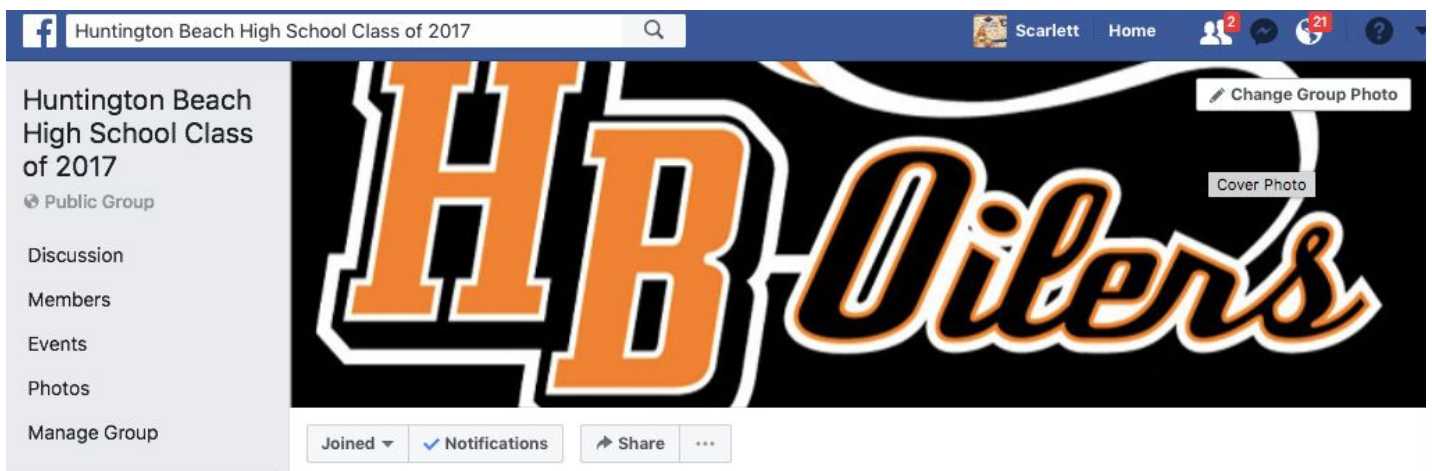 f Huntington Beach High School Class of 2017 Scarlett Home 2 21 ?
Huntington Beach
High School Class
of 2017
Public Group
Discussion
Members
Events
Photos
Manage Group
HB Oilers
Change Group Photo
Cover Photo
Joined Notifications Share ...